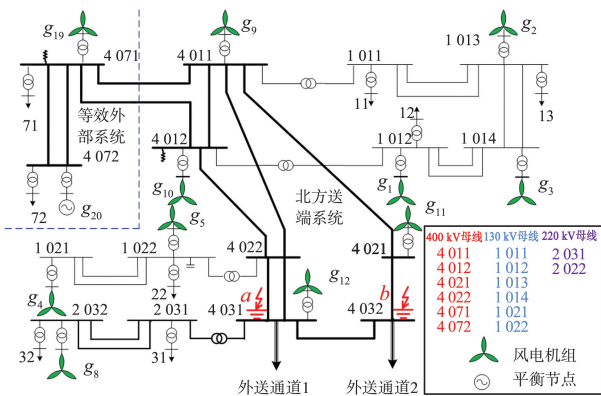 g19
g9
g2
1 013
4 071
4 011
1 011
71
等效外
部系统
4 072
11
12
13
4 012
1 012
1 014
g10
g1
g3
72
g20
g5
北方送
端系统
g11
1 021
1 022
4 022
4 021
g4
22
g12
2 032
2 031
4 031
a
b
4 032
32
g8
31
外送通道1
外送通道2
400 kV母线 130 kV母线 220 kV母线
4 011 1 011 2 031
4 012 1 012 2 022
4 021 1 013
4 022 1 014
4 071 1 021
4 072 1 022
风电机组
平衡节点